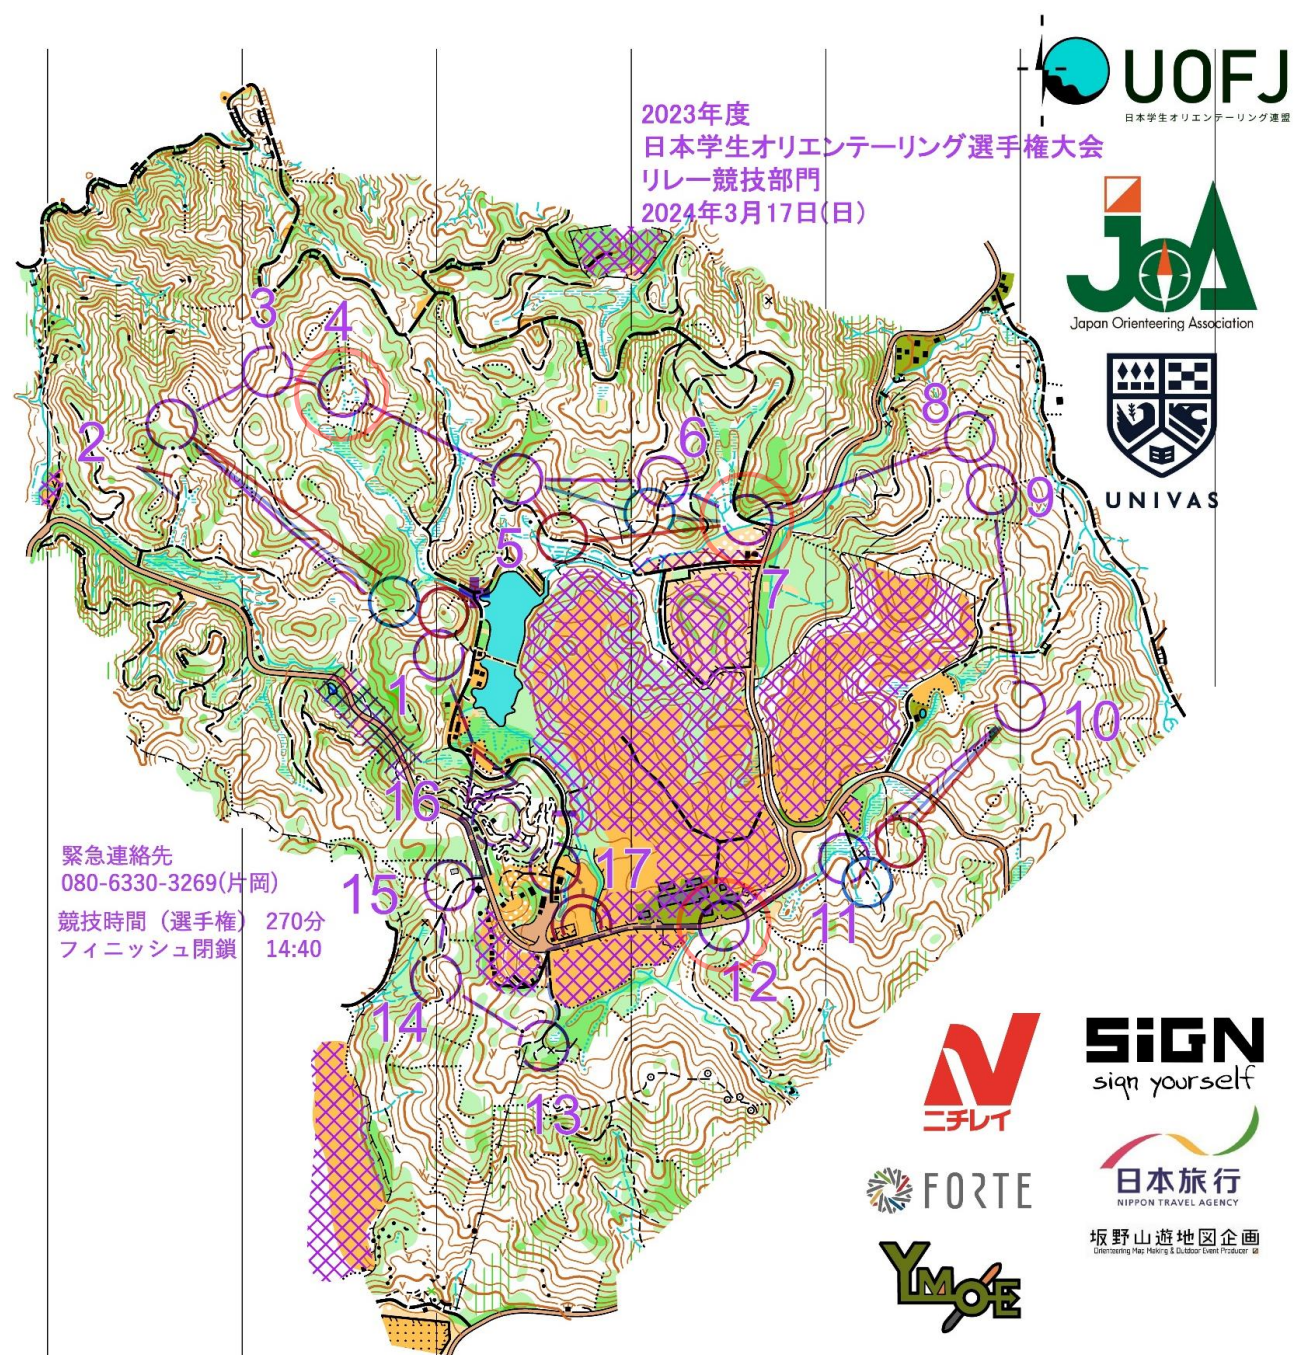 UOFJ
日本学生オリエンテーリング連盟
2023年度
日本学生オリエンテーリング選手権大会
リレー競技部門
2024年3月17日(日)
JOA
Japan Orienteering Association
UNIVAS
3
4
2
6
8
9
5
7
1
10
16
17
15
11
12
14
13
緊急連絡先
080-6330-3269(片岡)
競技時間（選手権） 270分
フィニッシュ閉鎖 14:40
ニチレイ
SiGN
sign yourself
FORTE
日本旅行
NIPPON TRAVEL AGENCY
坂野山遊地図企画
Orienteering Map Making & Outdoor Event Producer
YMOE